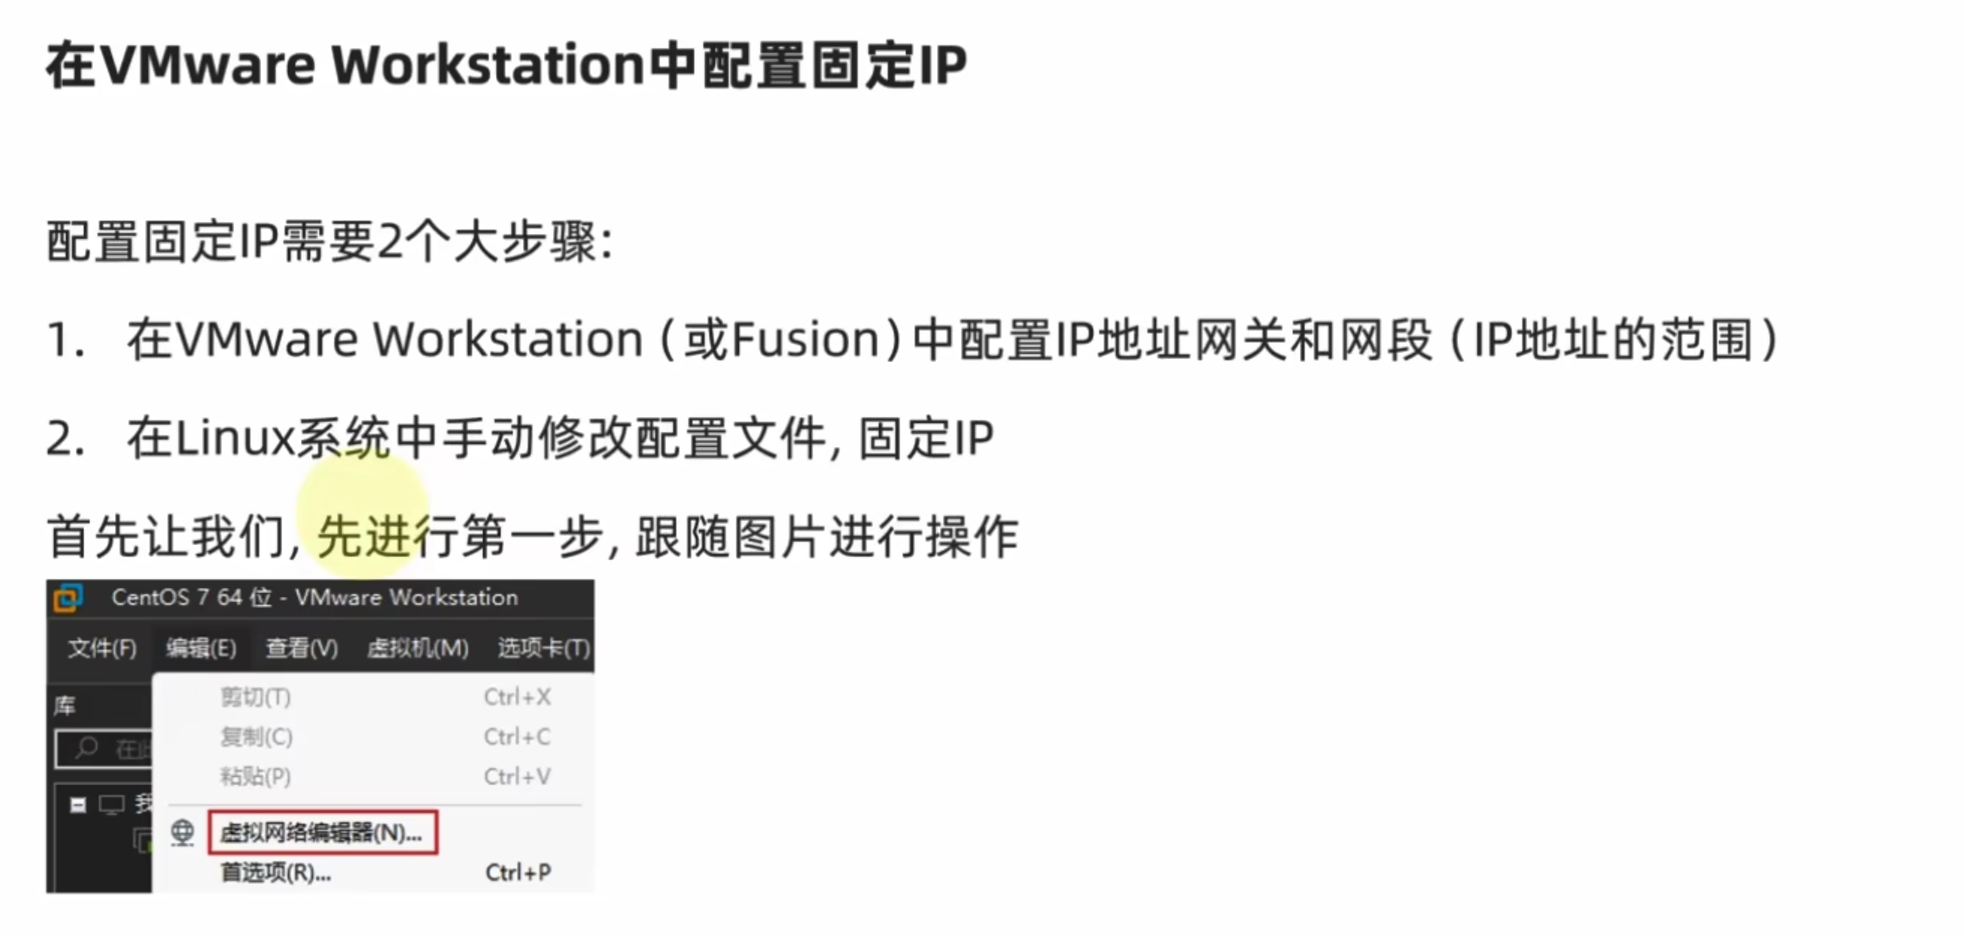 在VMware Workstation中配置固定IP
配置固定IP需要2个大步骤：
1. 在VMware Workstation（或Fusion）中配置IP地址网关和网段（IP地址的范围）
2. 在Linux系统中手动修改配置文件，固定IP
首先让我们，先进行第一步，跟随图片进行操作
CentOS 7 64 位 - VMware Workstation
文件(F) 编辑(E) 查看(V) 虚拟机(M) 选项卡(T)
库
剪切(T) Ctrl+X
复制(C) Ctrl+C
在
粘贴(P) Ctrl+V
我
虚拟网络编辑器(N)...
首选项(R)... Ctrl+P